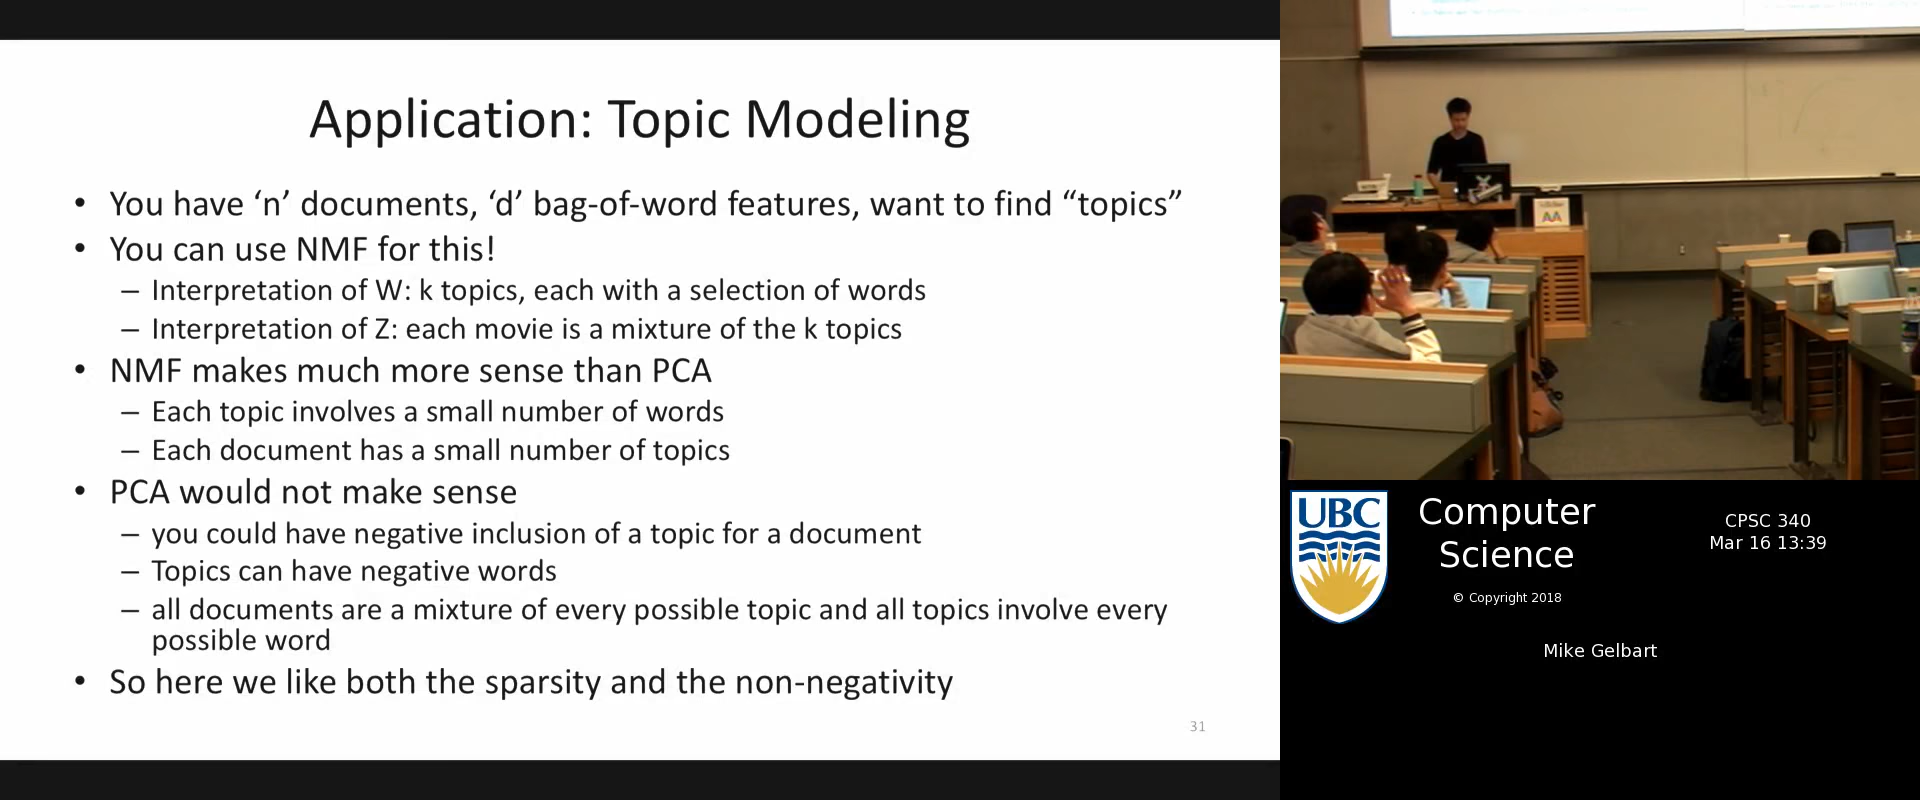 Application: Topic Modeling
• You have ‘n’ documents, ‘d’ bag-of-word features, want to find “topics”
• You can use NMF for this!
– Interpretation of W: k topics, each with a selection of words
– Interpretation of Z: each movie is a mixture of the k topics
• NMF makes much more sense than PCA
– Each topic involves a small number of words
– Each document has a small number of topics
• PCA would not make sense
– you could have negative inclusion of a topic for a document
– Topics can have negative words
– all documents are a mixture of every possible topic and all topics involve every
possible word
• So here we like both the sparsity and the non-negativity
31
AA
UBC
Computer
Science
© Copyright 2018
CPSC 340
Mar 16 13:39
Mike Gelbart